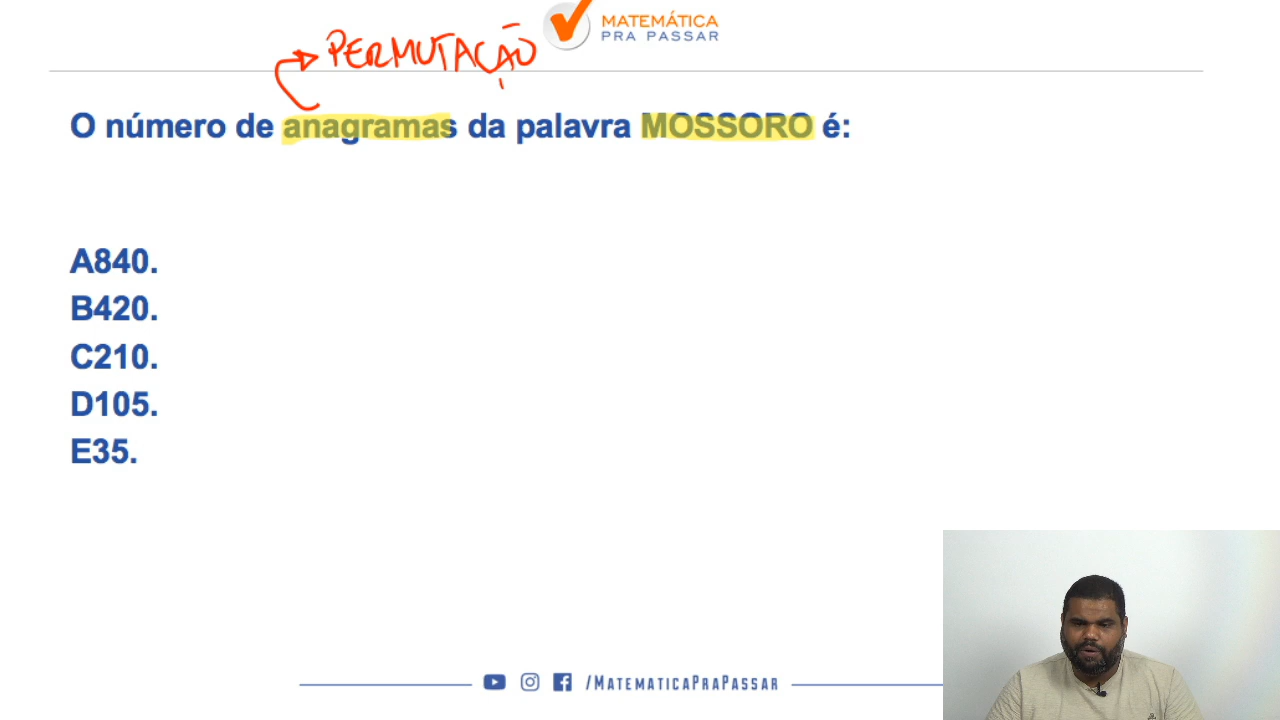 MATEMÁTICA
PRA PASSAR
PERMUTAÇÃO
O número de anagramas da palavra MOSSORO é:
A840.
B420.
C210.
D105.
E35.
/MATEMATICAPRAPASSAR